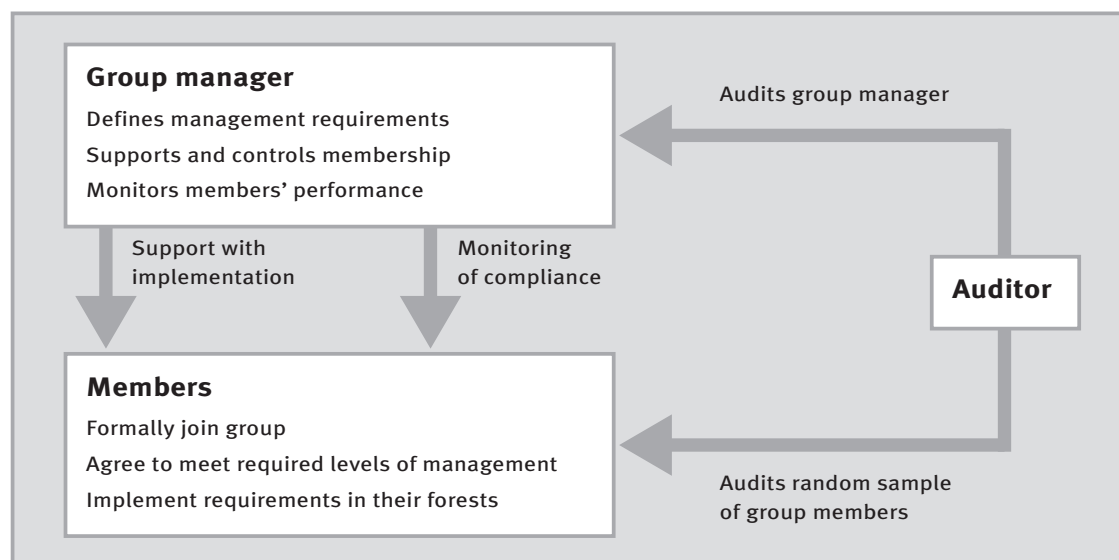 Group manager
Defines management requirements
Supports and controls membership
Monitors members’ performance
Audits group manager
Support with
implementation
Monitoring
of compliance
Auditor
Members
Formally join group
Agree to meet required levels of management
Implement requirements in their forests
Audits random sample
of group members